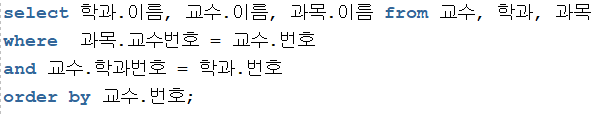 select 학과.이름, 교수.이름, 과목.이름 from 교수, 학과, 과목
where  과목.교수번호 = 교수.번호
and 교수.학과번호 = 학과.번호
order by 교수.번호;